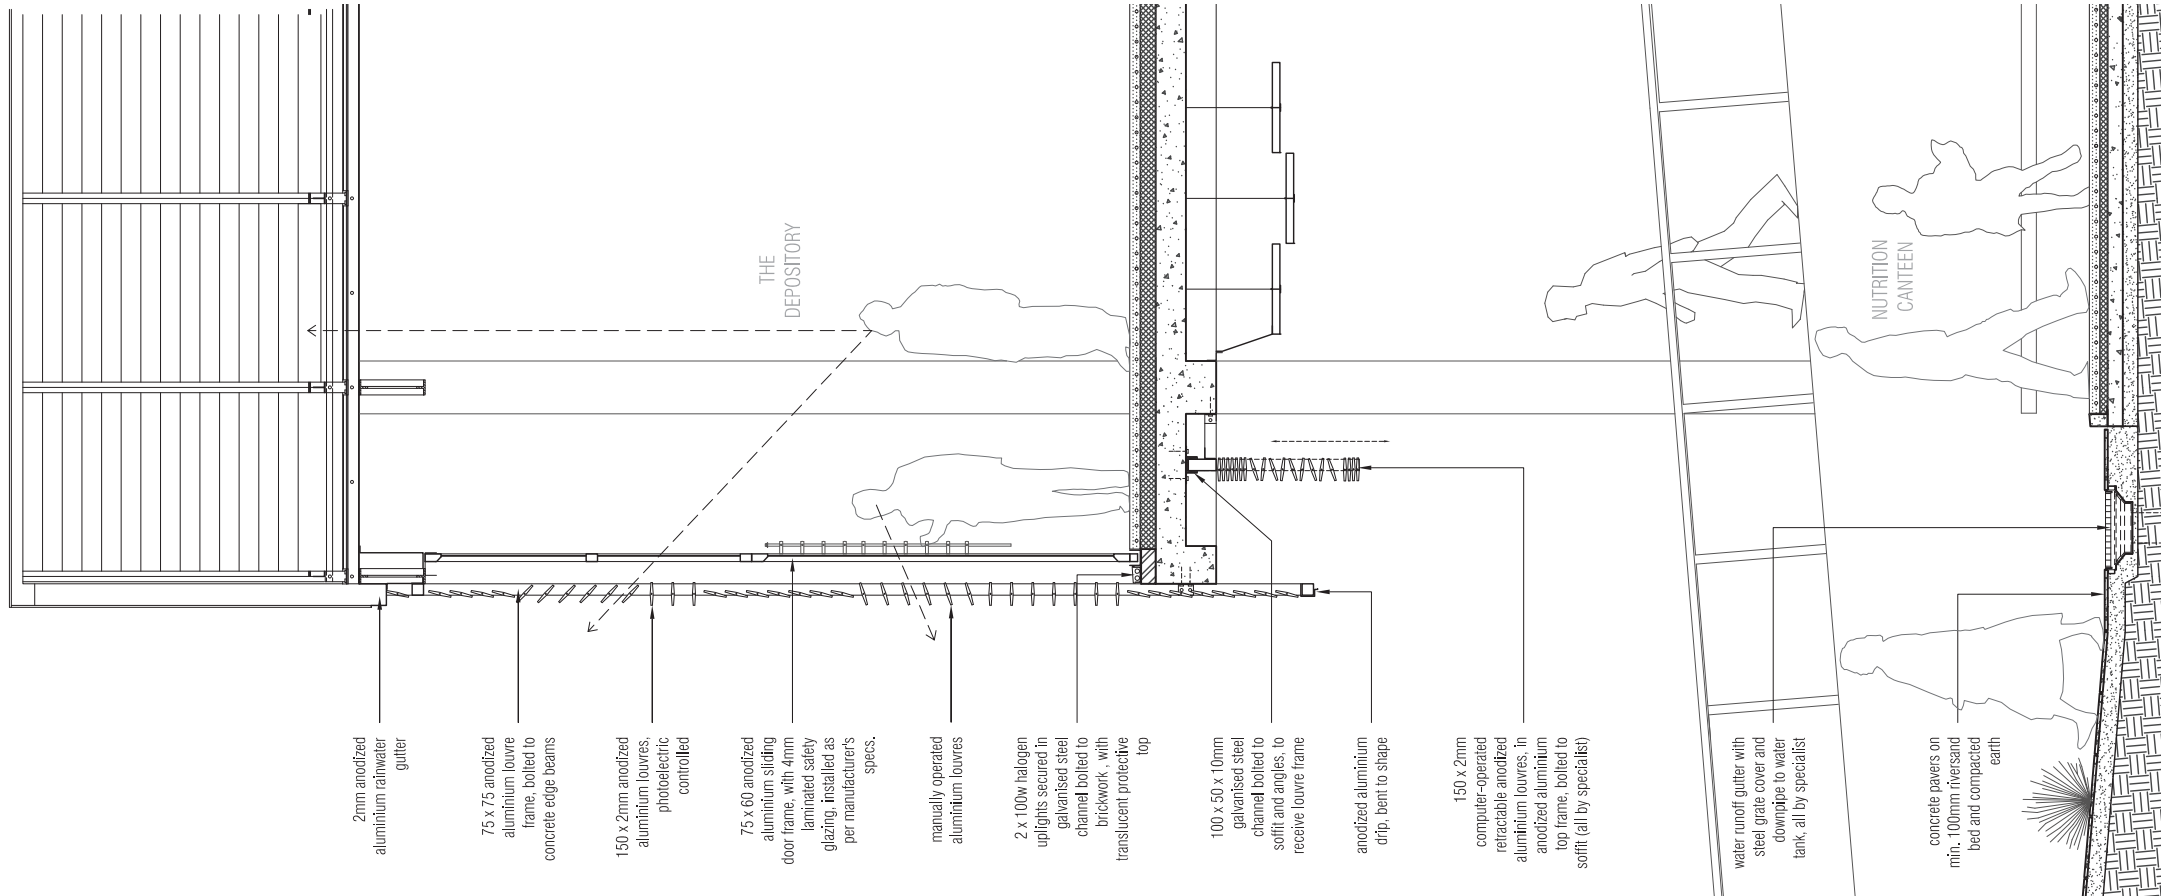 THE
DEPOSITORY
NUTRITION
CANTEEN
2mm anodized
aluminium rainwater
gutter
75 x 75 anodized
aluminium louvre
frame, bolted to
concrete edge beams
150 x 2mm anodized
aluminium louvres,
photoelectric
controlled
75 x 60 anodized
aluminium sliding
door frame, with 4mm
laminated safety
glazing, installed as
per manufacturer's
specs.
manually operated
aluminium louvres
2 x 100w halogen
uplights secured in
galvanised steel
channel bolted to
brickwork , with
translucent protective
top
100 x 50 x 10mm
galvanised steel
channel bolted to
soffit and angles, to
receive louvre frame
anodized aluminium
drip, bent to shape
150 x 2mm
computer-operated
retractable anodized
aluminium louvres, in
anodized aluminium
top frame, bolted to
soffit (all by specialist)
water runoff gutter with
steel grate cover and
downpipe to water
tank, all by specialist
concrete pavers on
min. 100mm riversand
bed and compacted
earth